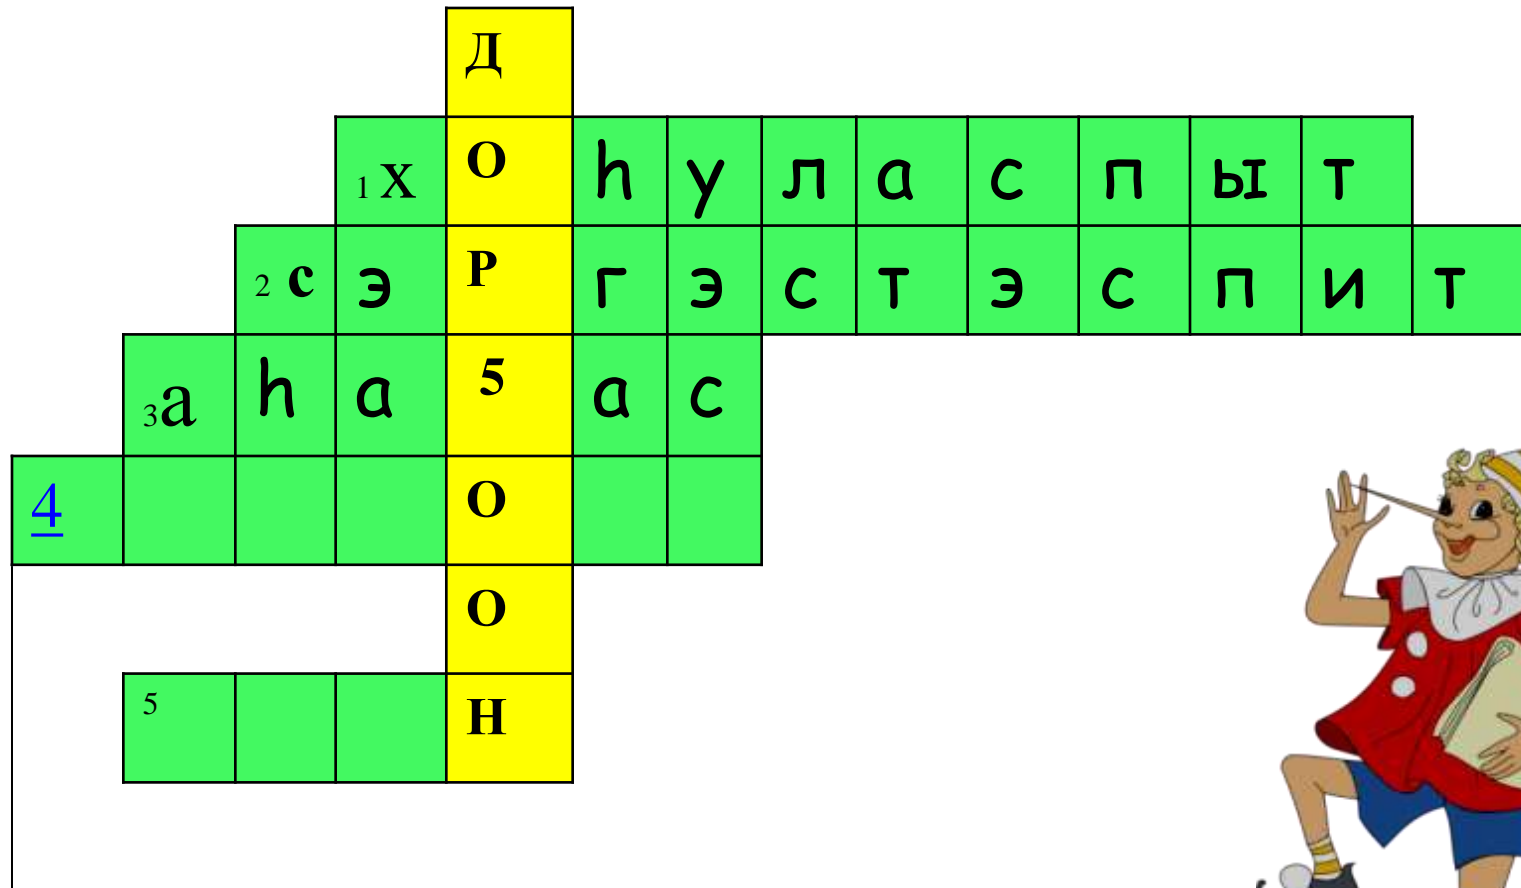 Д
1 Х О һ у л а с п ы т
2 с э Р г э с т э с п и т
3 а һ а 5 а с
4 О
О
5 Н